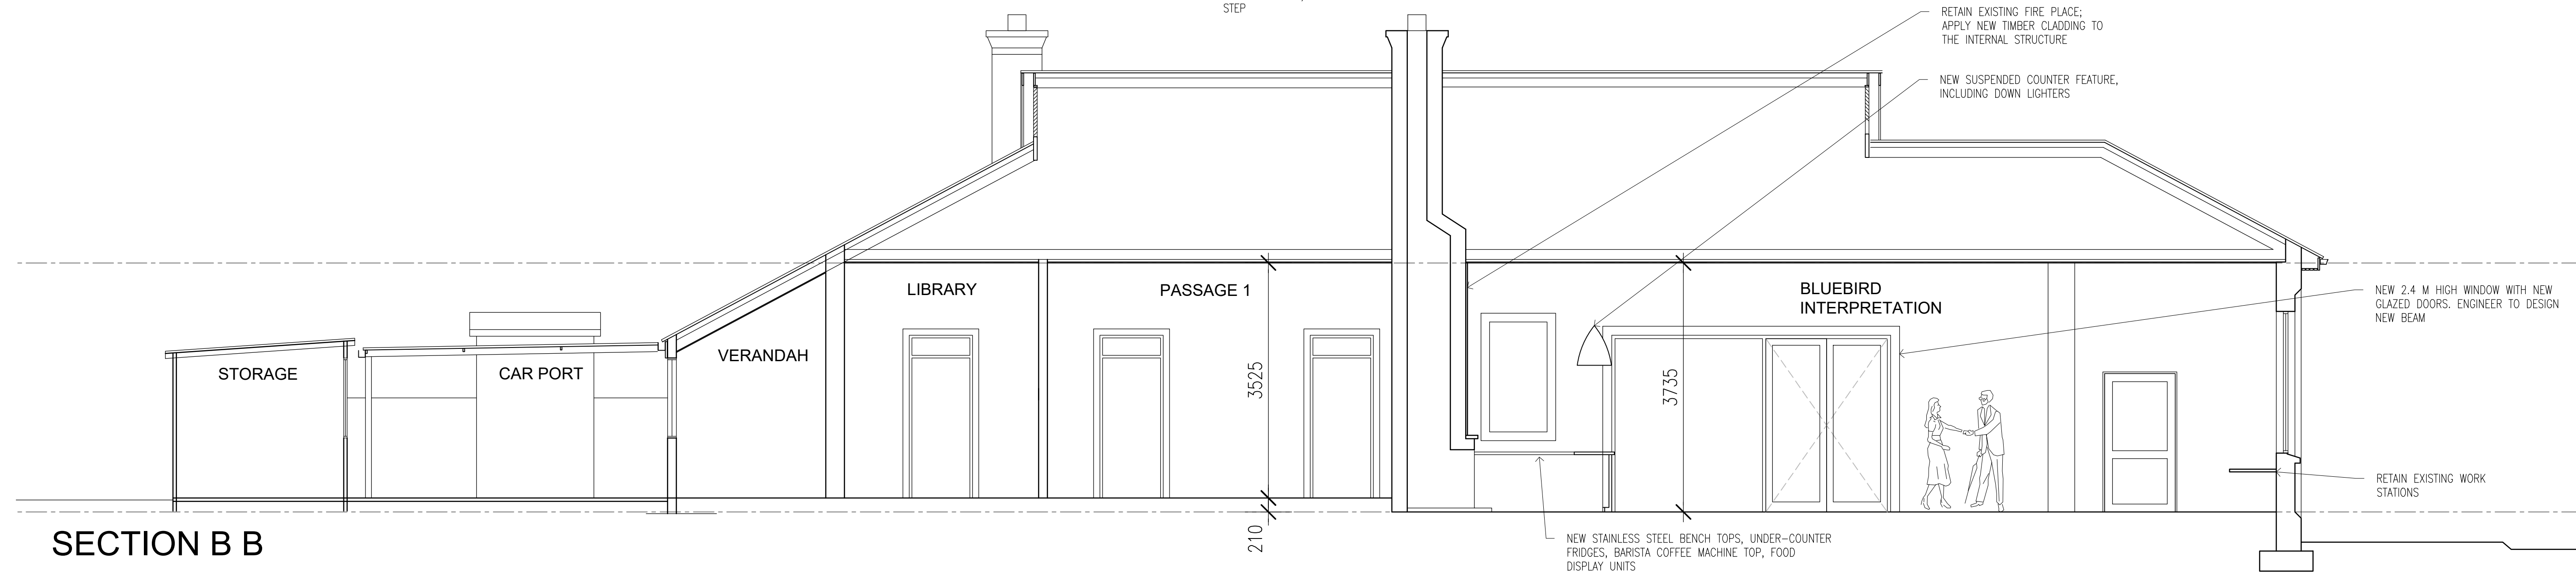 STEP
RETAIN EXISTING FIRE PLACE;
APPLY NEW TIMBER CLADDING TO
THE INTERNAL STRUCTURE
NEW SUSPENDED COUNTER FEATURE,
INCLUDING DOWN LIGHTERS
LIBRARY
PASSAGE 1
BLUEBIRD
INTERPRETATION
NEW 2.4 M HIGH WINDOW WITH NEW
GLAZED DOORS. ENGINEER TO DESIGN
NEW BEAM
VERANDAH
STORAGE
CAR PORT
3525
3735
RETAIN EXISTING WORK
STATIONS
210
SECTION B B
NEW STAINLESS STEEL BENCH TOPS, UNDER-COUNTER
FRIDGES, BARISTA COFFEE MACHINE TOP, FOOD
DISPLAY UNITS